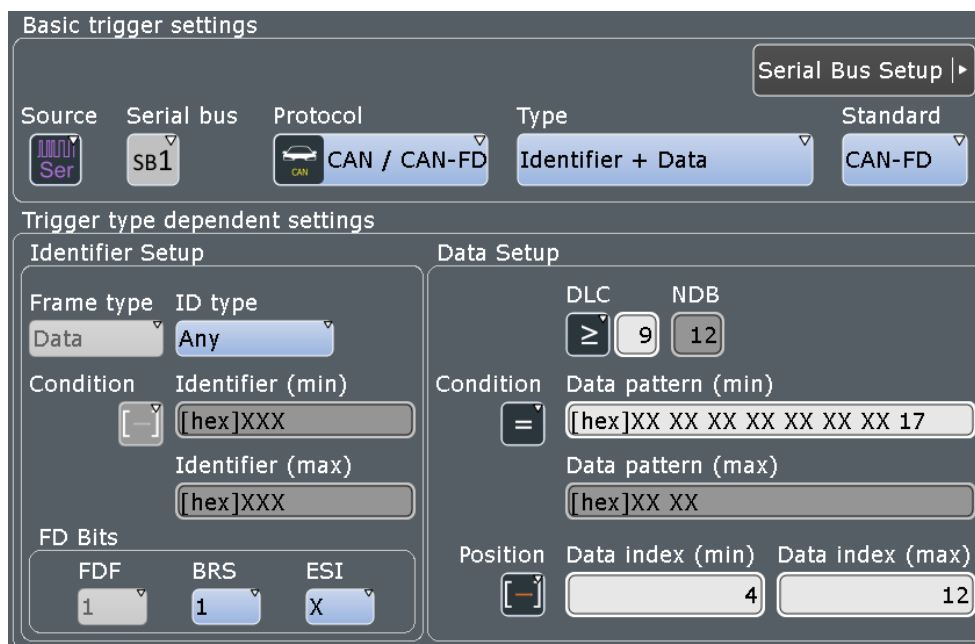 Basic trigger settings
Serial Bus Setup
Source Serial bus Protocol Type Standard
Ser SB1 CAN CAN / CAN-FD Identifier + Data CAN-FD
Trigger type dependent settings
Identifier Setup Data Setup
DLC NDB
Frame type ID type
Data Any ≥ 9 12
Condition Identifier (min) Condition Data pattern (min)
[—] [hex]XXX = [hex]XX XX XX XX XX XX XX 17
Identifier (max) Data pattern (max)
[hex]XXX [hex]XX XX
FD Bits
Position Data index (min) Data index (max)
FDF BRS ESI
1 1 X [—] 4 12